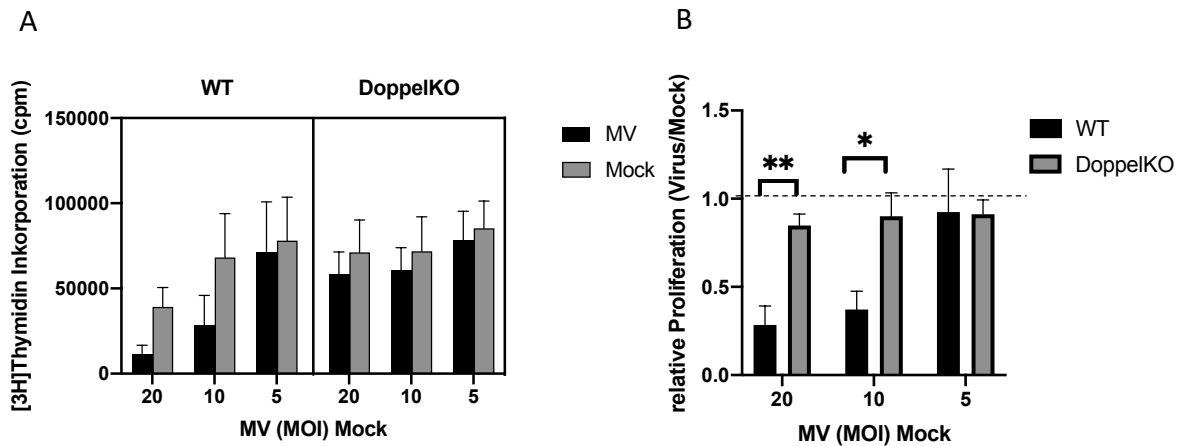 A
WT DoppelKO
[3H]Thymidin Inkorporation (cpm)
150000
100000
50000
0
20 10 5 20 10 5
MV (MOI) Mock
MV
Mock
B
relative Proliferation (Virus/Mock)
1.5
1.0
0.5
0.0
** *
20 10 5
MV (MOI) Mock
WT
DoppelKO